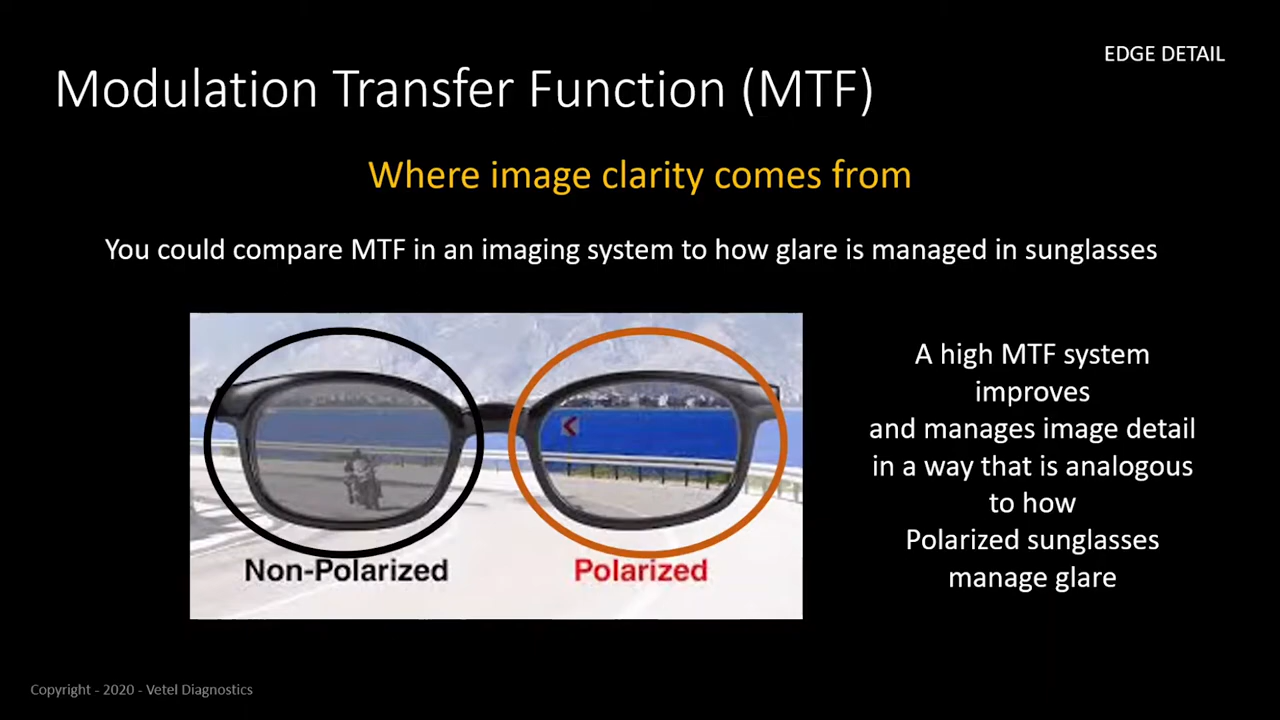 EDGE DETAIL
Modulation Transfer Function (MTF)
Where image clarity comes from
You could compare MTF in an imaging system to how glare is managed in sunglasses
A high MTF system
improves
and manages image detail
in a way that is analogous
to how
Polarized sunglasses
manage glare
Non-Polarized
Polarized
Copyright - 2020 - Vetel Diagnostics